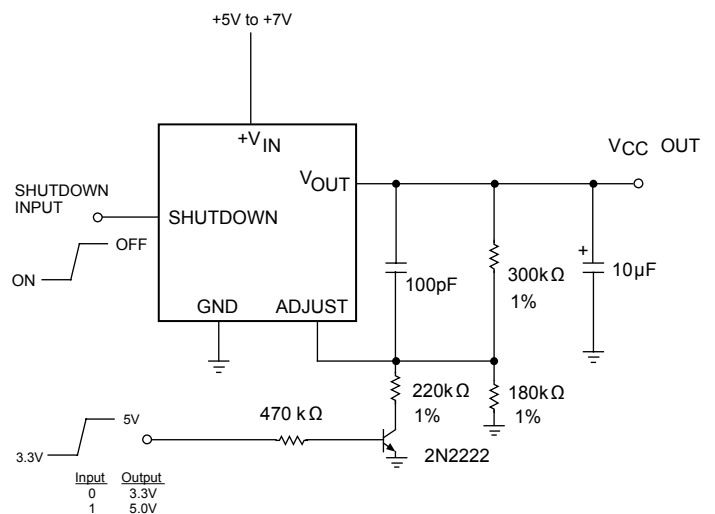 +5V to +7V
+VIN
VCC OUT
VOUT
SHUTDOWN
INPUT
SHUTDOWN
OFF
ON
+
100pF
300kΩ
1%
10µF
GND
ADJUST
220kΩ
1%
180kΩ
1%
470 kΩ
5V
3.3V
2N2222
Input Output
0 3.3V
1 5.0V